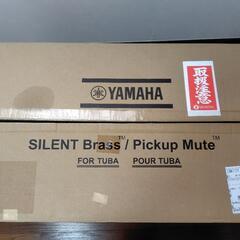 YAMAHA
取扱注意
SILENT Brass™ / Pickup Mute™
FOR TUBA POUR TUBA